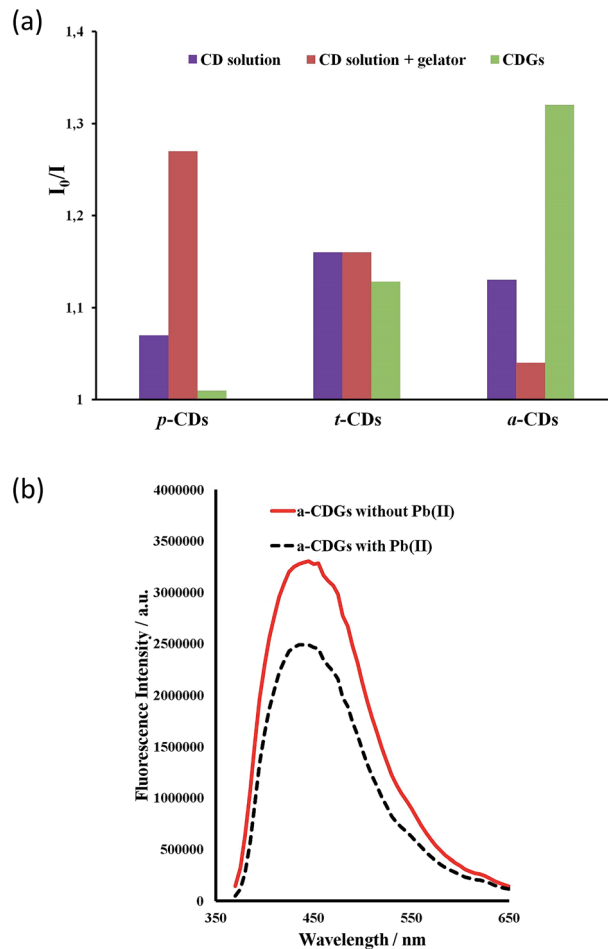 (a)
1,4
CD solution CD solution + gelator CDGs
1,3
I0/I
1,2
1,1
1
p-CDs t-CDs a-CDs
(b)
4000000
a-CDGs without Pb(II)
3500000
a-CDGs with Pb(II)
3000000
2500000
Fluorescence Intensity / a.u.
2000000
1500000
1000000
500000
0
350 450 550 650
Wavelength / nm